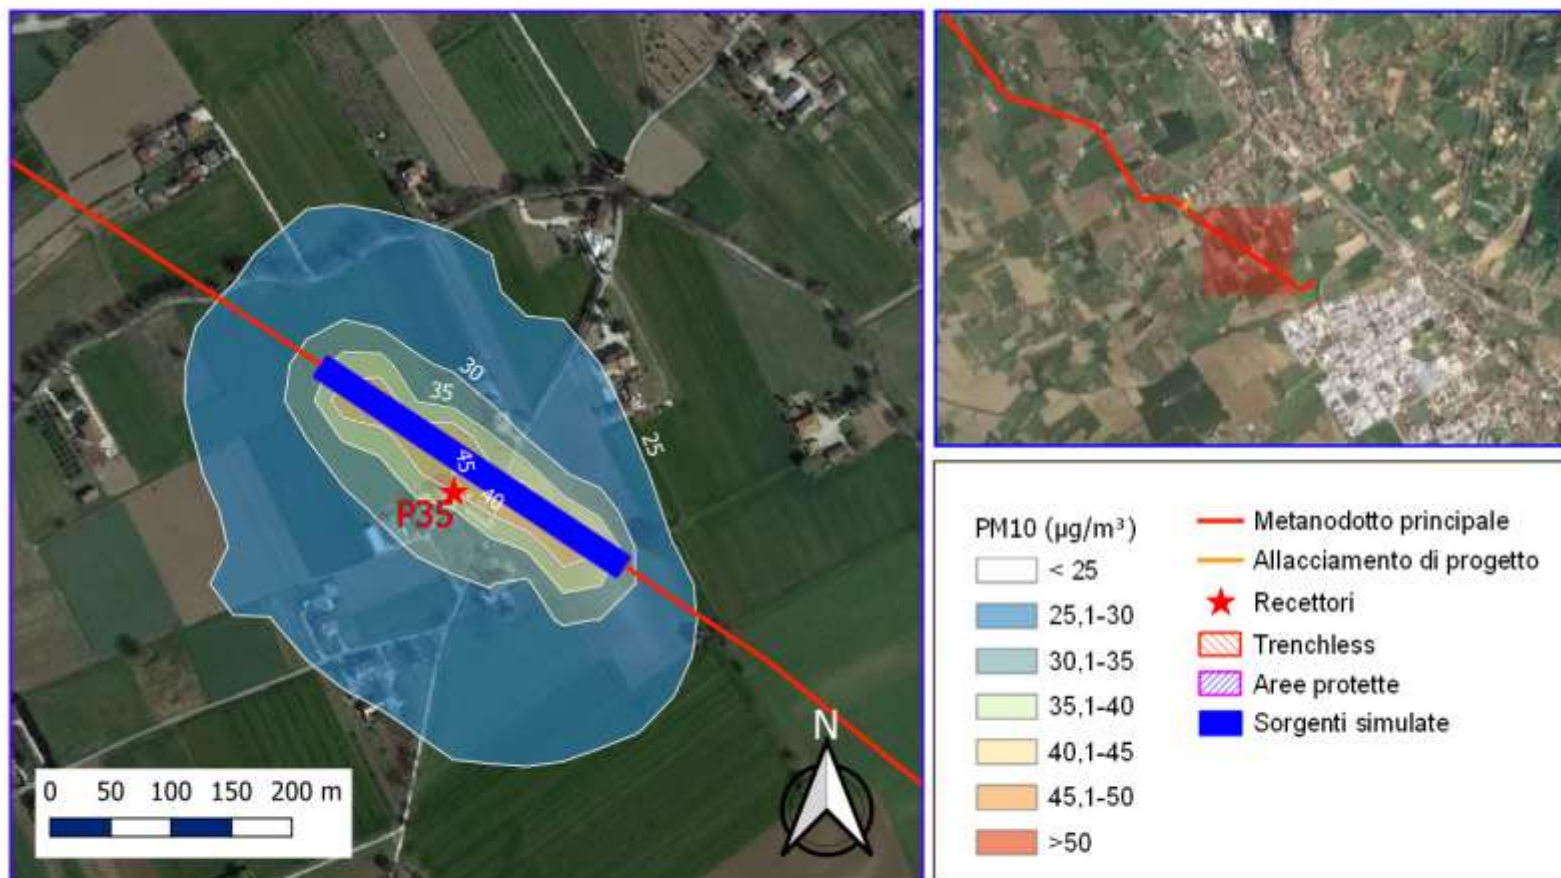 30
35
25
45
40
P35
N
0 50 100 150 200 m
PM10 (µg/m³)
< 25
25,1-30
30,1-35
35,1-40
40,1-45
45,1-50
>50
Metanodotto principale
Allacciamento di progetto
Recettori
Trenchless
Aree protette
Sorgenti simulate